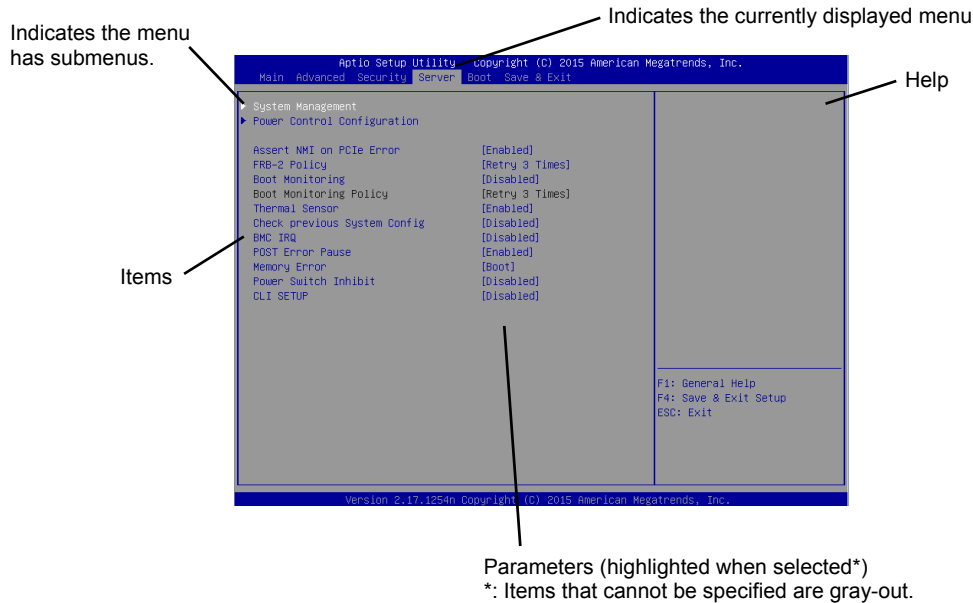 Indicates the currently displayed menu
Indicates the menu
has submenus.
Aptio Setup Utility Copyright (C) 2015 American Megatrends, Inc.
Main Advanced Security Server Boot Save & Exit
Help
System Management
Power Control Configuration
Assert NMI on PCIe Error [Enabled]
FRB-2 Policy [Retry 3 Times]
Boot Monitoring [Disabled]
Boot Monitoring Policy [Retry 3 Times]
Thermal Sensor [Enabled]
Check previous System Config [Disabled]
BMC IRQ [Disabled]
POST Error Pause [Enabled]
Memory Error [Boot]
Power Switch Inhibit [Disabled]
CLI SETUP [Disabled]
Items
F1: General Help
F4: Save & Exit Setup
ESC: Exit
Version 2.17.1254n Copyright (C) 2015 American Megatrends, Inc.
Parameters (highlighted when selected*)
*: Items that cannot be specified are gray-out.